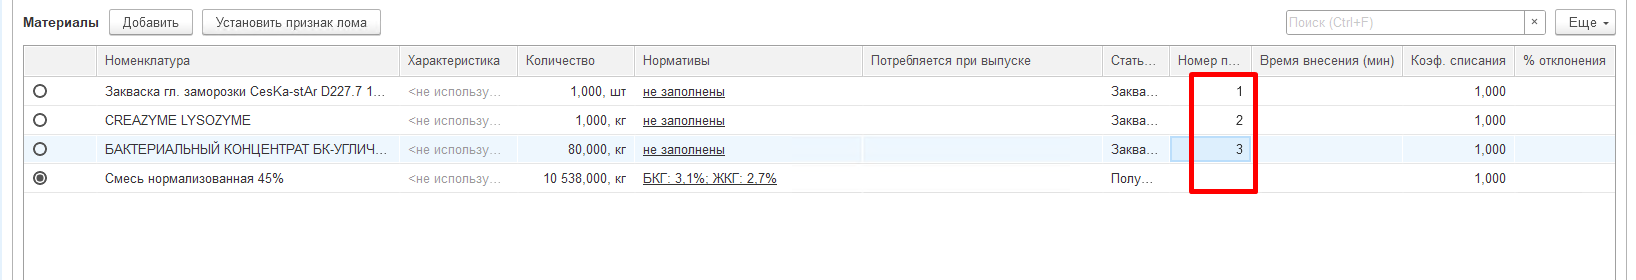 Материалы Добавить Установить признак лома Поиск (Ctrl+F) × Еще
Номенклатура Характеристика Количество Нормативы Потребляется при выпуске Стать... Номер п... Время внесения (мин) Коэф. списания % отклонения
Закваска гл. заморозки CesKa-stAr D227.7 1... <не использу... 1,000, шт не заполнены Заква... 1 1,000
CREAZYME LYSOZYME <не использу... 1,000, кг не заполнены Заква... 2 1,000
БАКТЕРИАЛЬНЫЙ КОНЦЕНТРАТ БК-УГЛИЧ... <не использу... 80,000, кг не заполнены Заква... 3 1,000
Смесь нормализованная 45% <не использу... 10 538,000, кг БКГ: 3,1%; ЖКГ: 2,7% Полу... 1,000